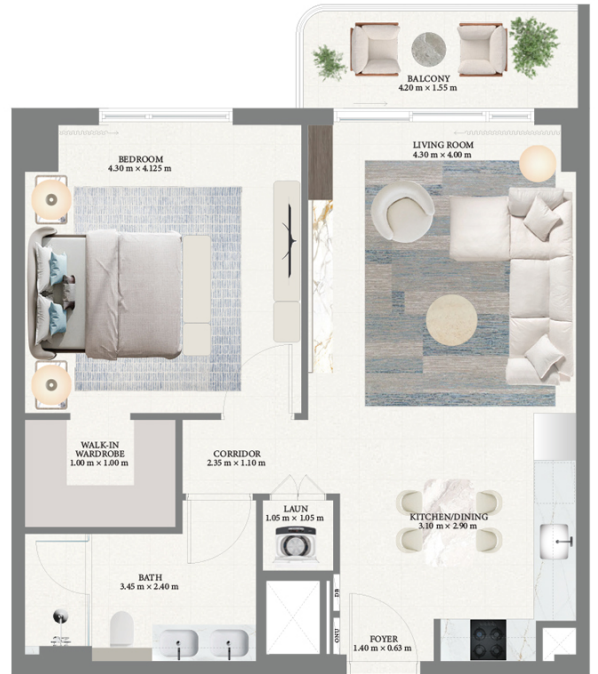 BALCONY
4.20 m × 1.55 m
BEDROOM
4.30 m × 4.125 m
LIVING ROOM
4.30 m × 4.00 m
WALK-IN
WARDROBE
1.00 m × 1.00 m
CORRIDOR
2.35 m × 1.10 m
LAUN
1.05 m × 1.05 m
KITCHEN/DINING
3.10 m × 2.90 m
BATH
3.45 m × 2.40 m
DB
OHU
FOYER
1.40 m × 0.63 m